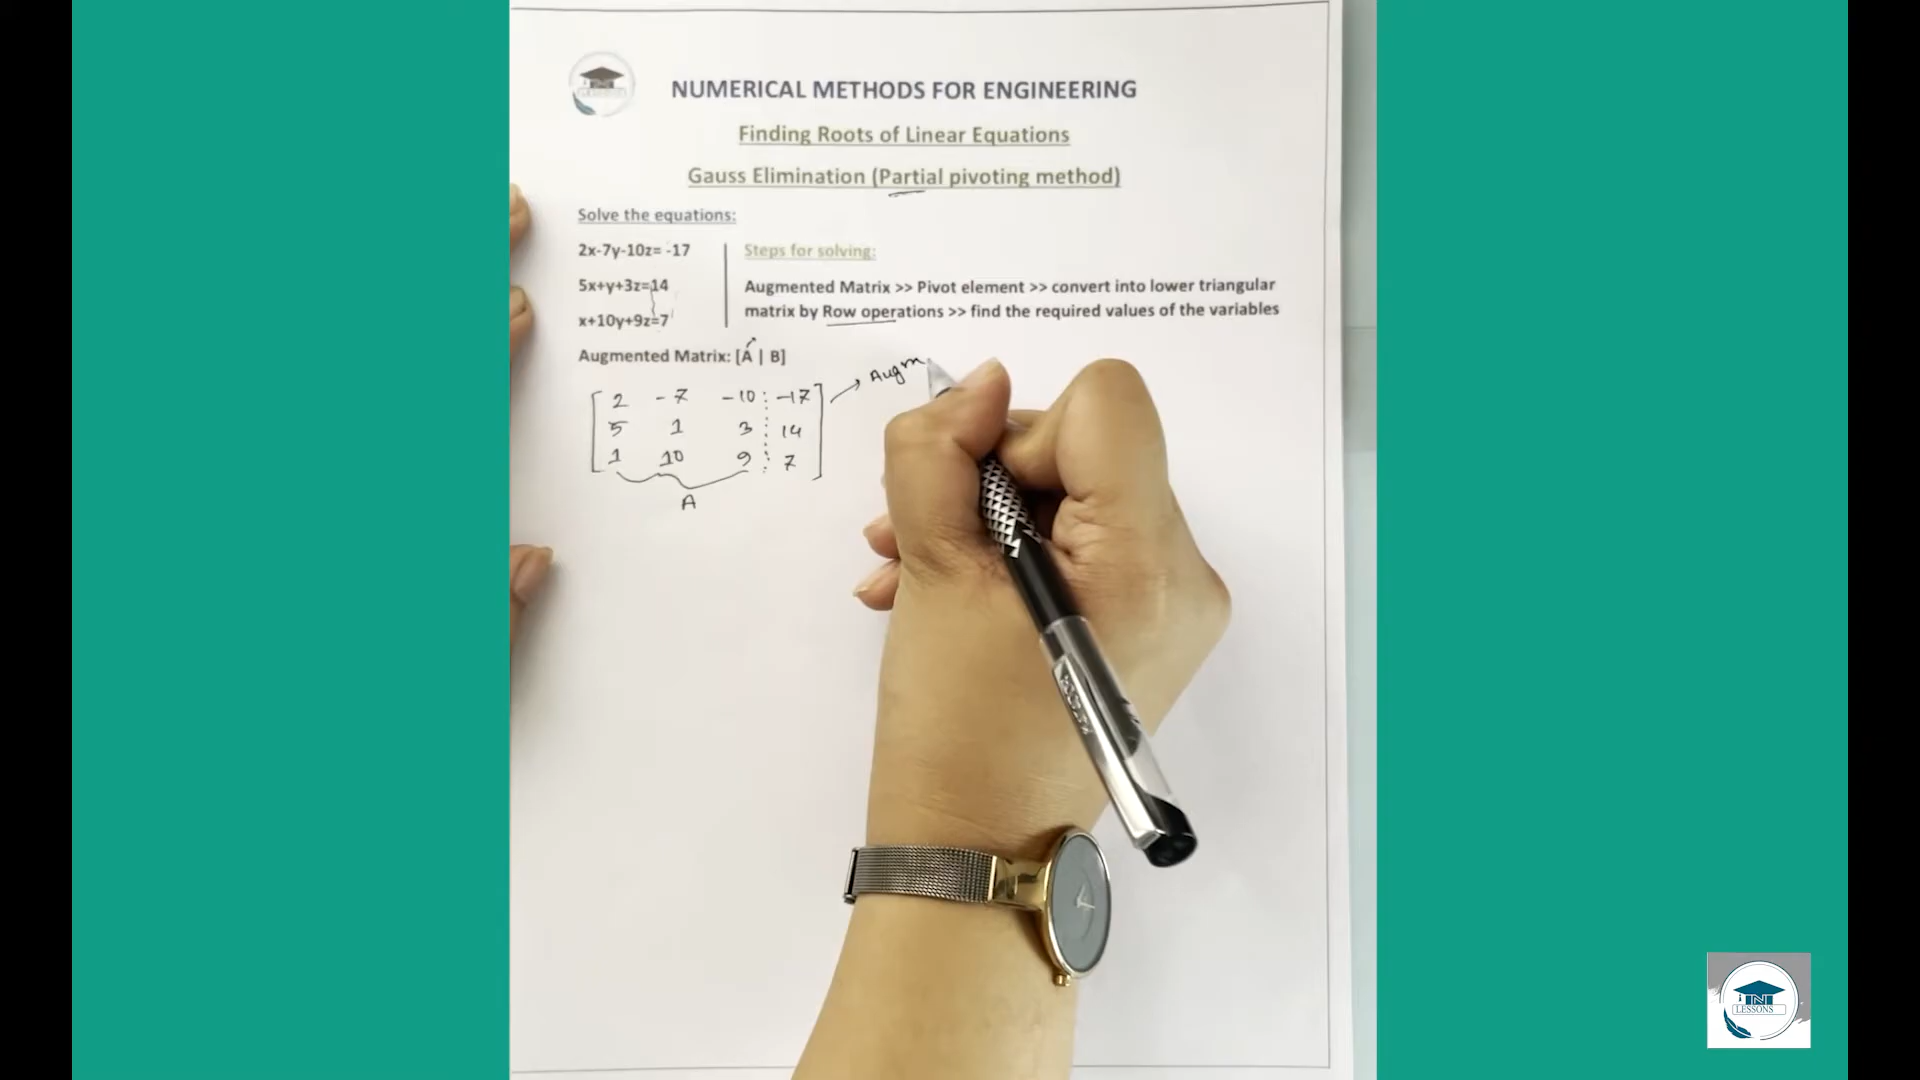 NUMERICAL METHODS FOR ENGINEERING
Finding Roots of Linear Equations
Gauss Elimination (Partial pivoting method)
Solve the equations:
2x-7y-10z= -17
5x+y+3z=14
x+10y+9z=7
Steps for solving:
Augmented Matrix >> Pivot element >> convert into lower triangular
matrix by Row operations >> find the required values of the variables
Augmented Matrix: [A | B]
2 -7 -10 : -17
5 1 3 : 14
1 10 9 : 7
A
Augm
N
LESSONS